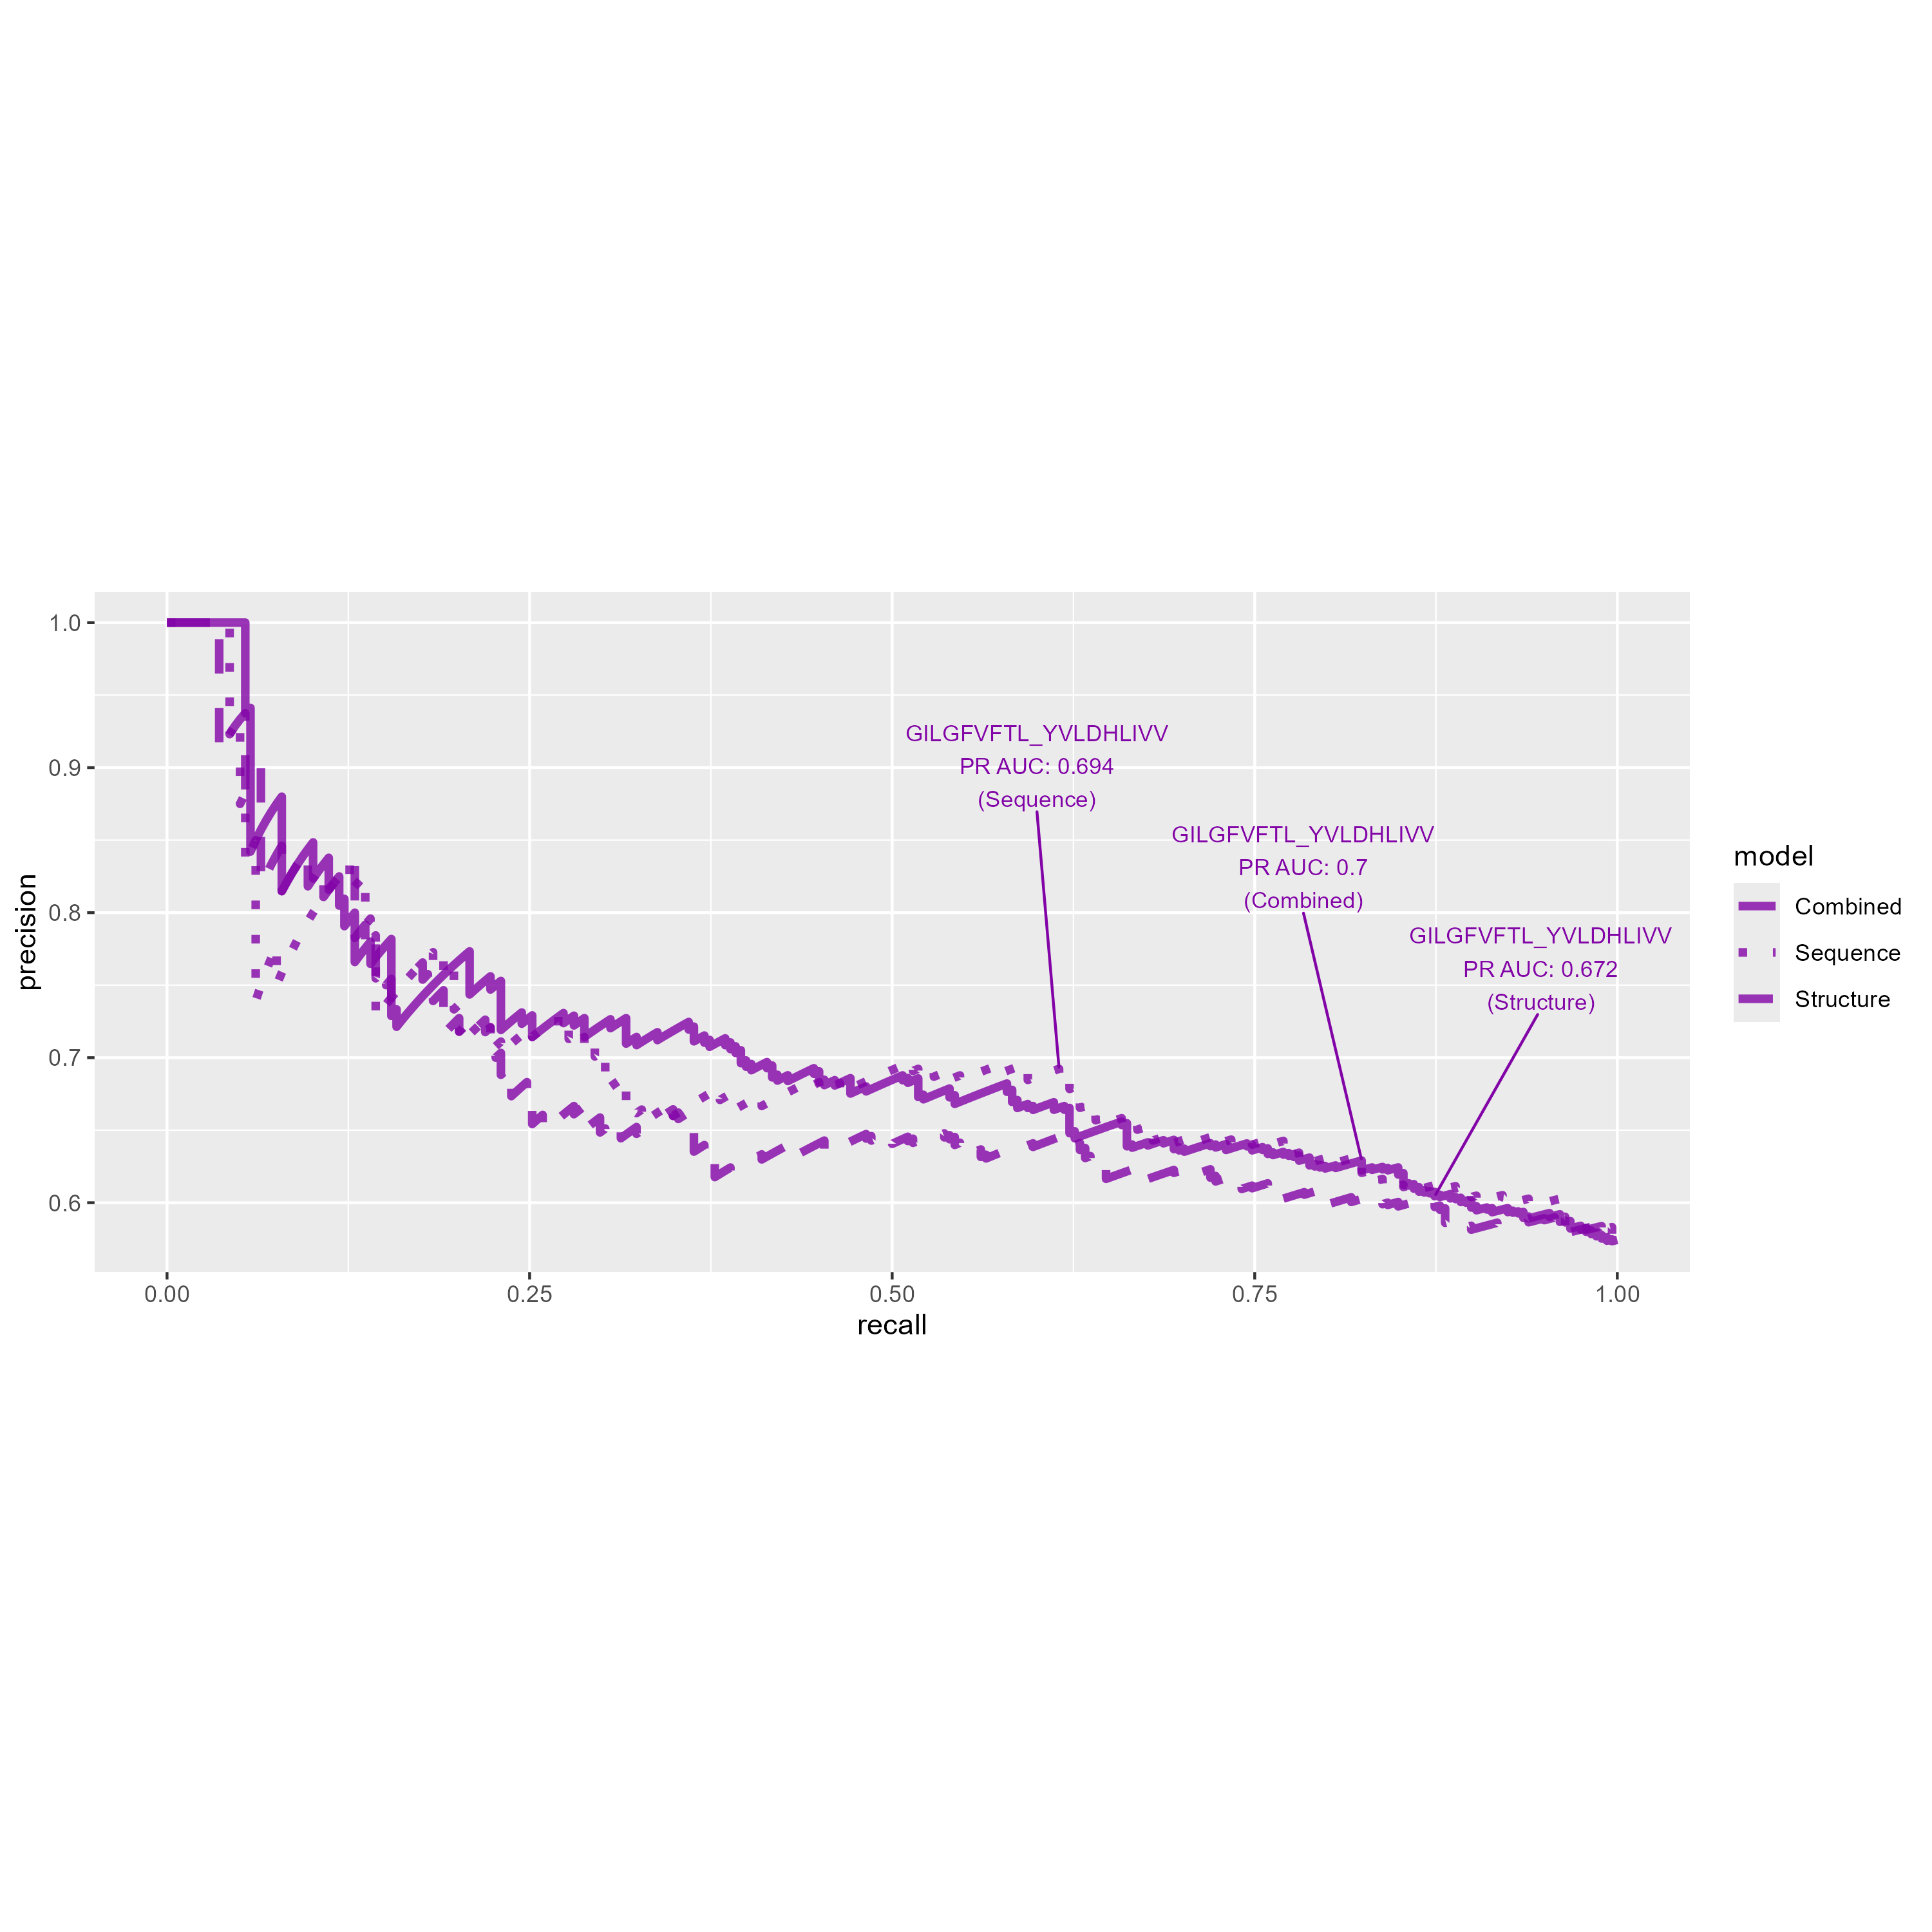 precision
1.0
0.9
0.8
0.7
0.6
GILGFVFTL_YVLDHLIVV
PR AUC: 0.694
(Sequence)
GILGFVFTL_YVLDHLIVV
PR AUC: 0.7
(Combined)
GILGFVFTL_YVLDHLIVV
PR AUC: 0.672
(Structure)
0.00
0.25
0.50
0.75
1.00
recall
model
Combined
Sequence
Structure